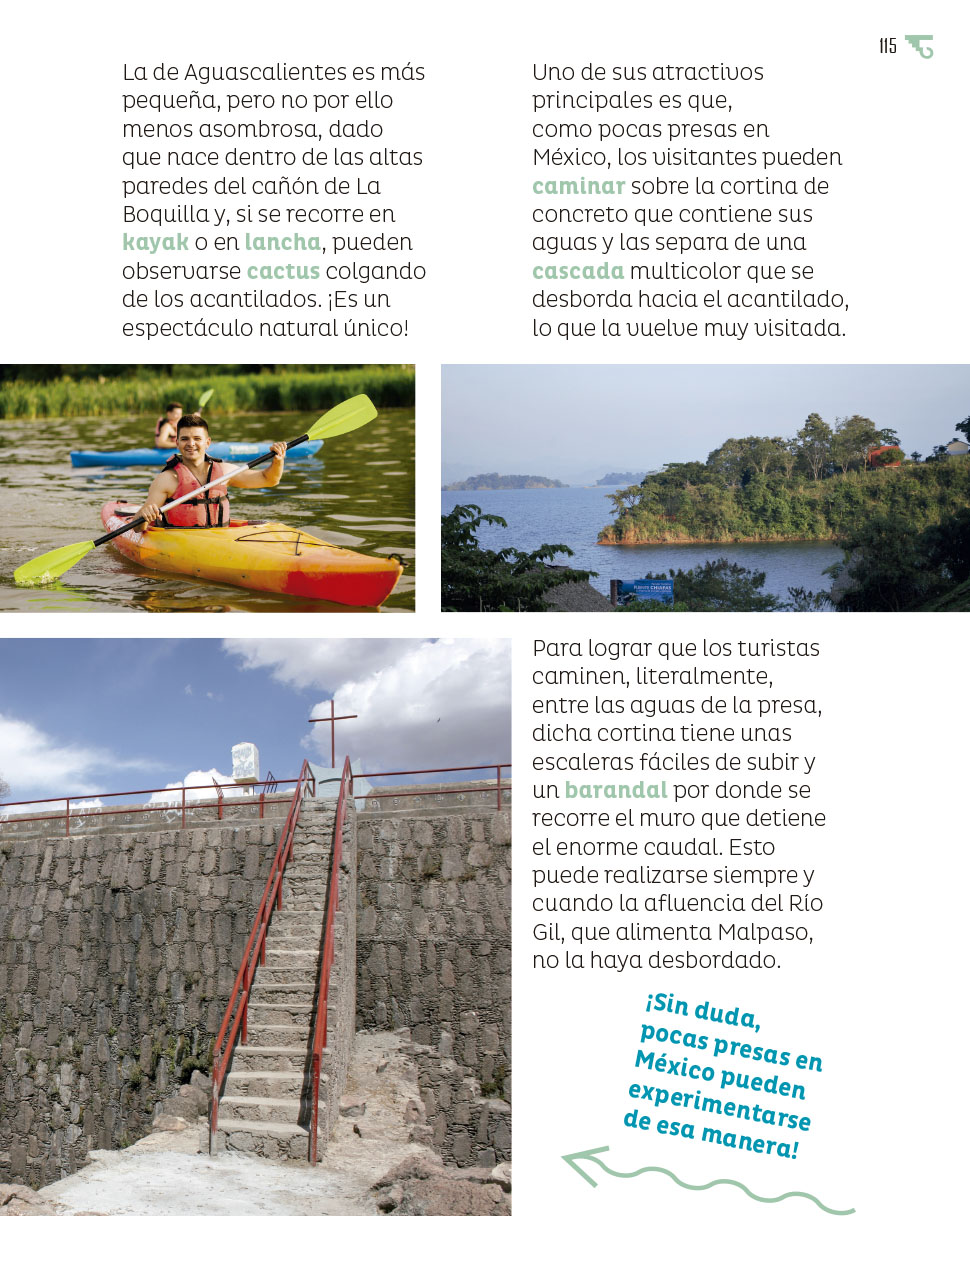 115
La de Aguascalientes es más
pequeña, pero no por ello
menos asombrosa, dado
que nace dentro de las altas
paredes del cañón de La
Boquilla y, si se recorre en
kayak o en lancha, pueden
observarse cactus colgando
de los acantilados. ¡Es un
espectáculo natural único!
Uno de sus atractivos
principales es que,
como pocas presas en
México, los visitantes pueden
caminar sobre la cortina de
concreto que contiene sus
aguas y las separa de una
cascada multicolor que se
desborda hacia el acantilado,
lo que la vuelve muy visitada.
CHIAPAS
Para lograr que los turistas
caminen, literalmente,
entre las aguas de la presa,
dicha cortina tiene unas
escaleras fáciles de subir y
un barandal por donde se
recorre el muro que detiene
el enorme caudal. Esto
puede realizarse siempre y
cuando la afluencia del Río
Gil, que alimenta Malpaso,
no la haya desbordado.
¡Sin duda,
pocas presas en
México pueden
experimentarse
de esa manera!